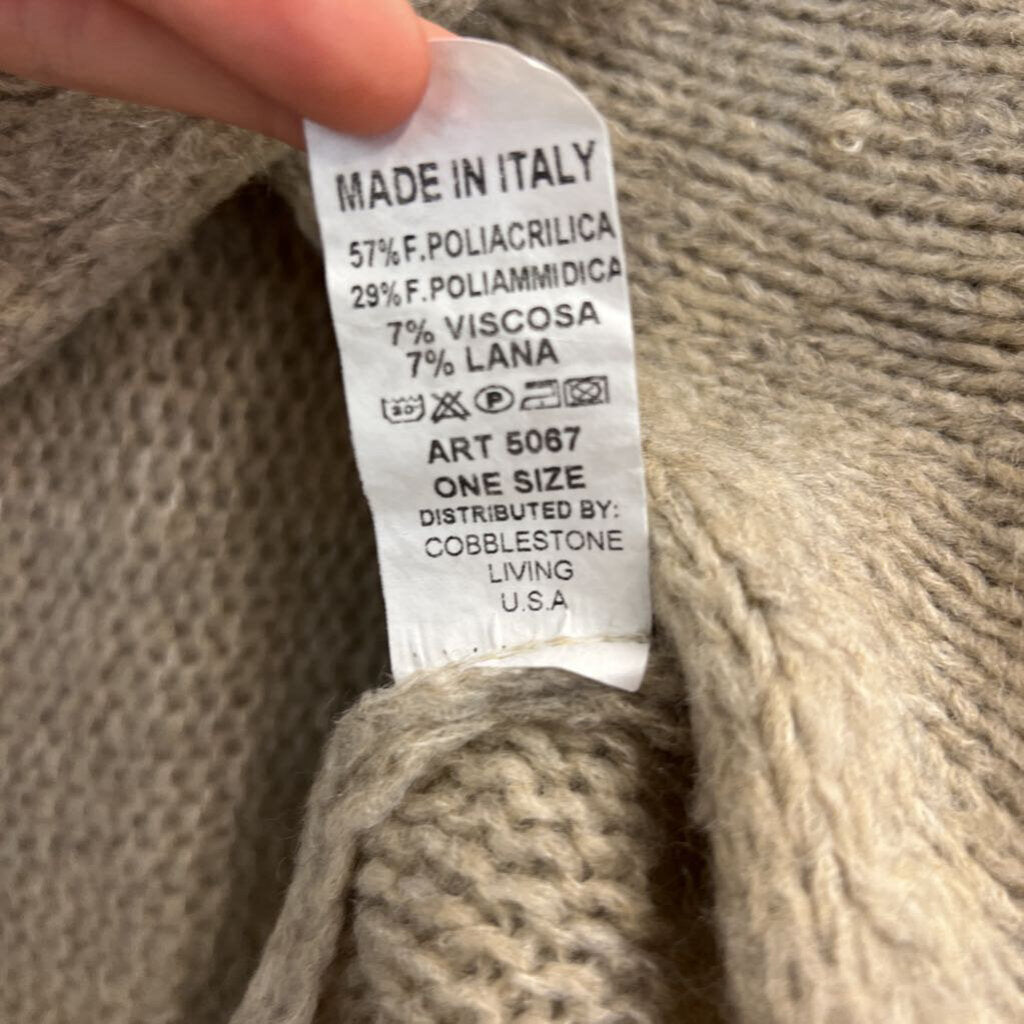 MADE IN ITALY
57% F.POLIACRILICA
29% F.POLIAMMIDICA
7% VISCOSA
7% LANA
30° P
ART 5067
ONE SIZE
DISTRIBUTED BY:
COBBLESTONE
LIVING
U.S.A